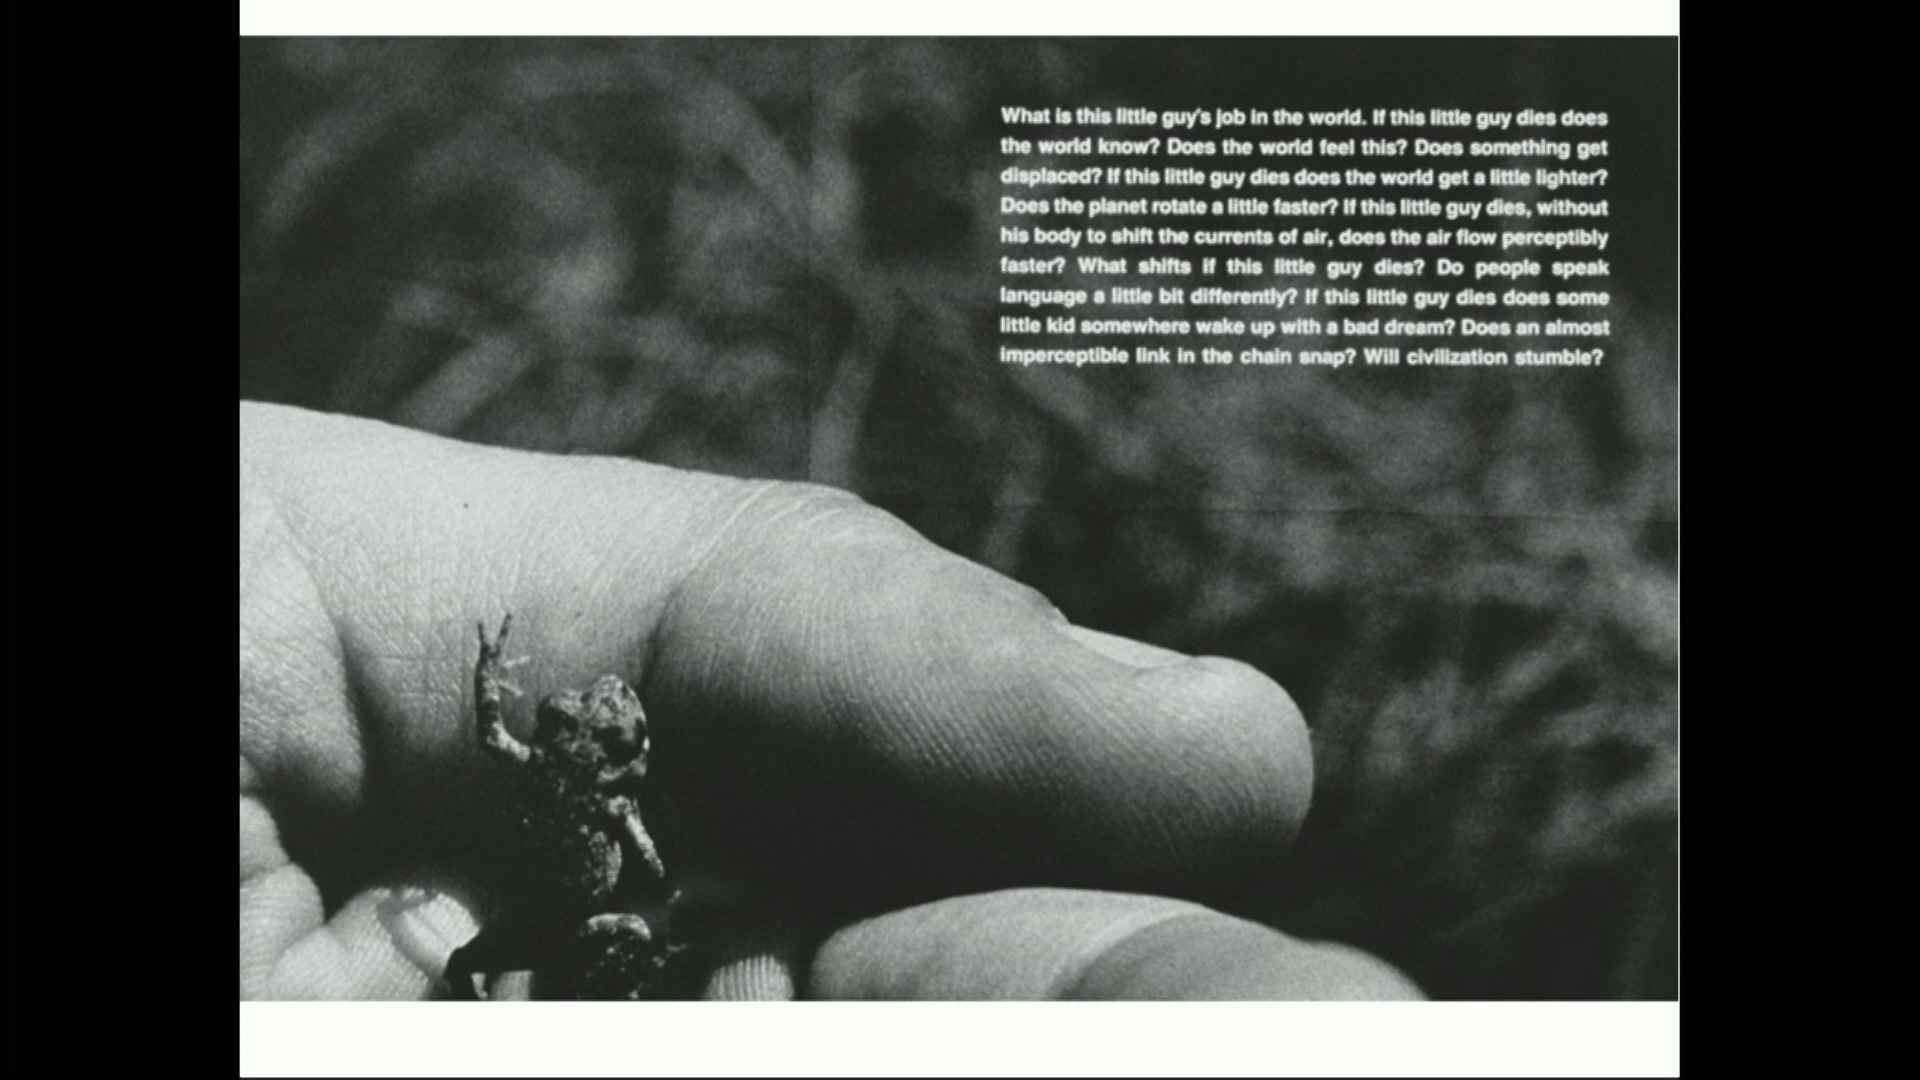 What is this little guy's job in the world. If this little guy dies does
the world know? Does the world feel this? Does something get
displaced? If this little guy dies does the world get a little lighter?
Does the planet rotate a little faster? If this little guy dies, without
his body to shift the currents of air, does the air flow perceptibly
faster? What shifts if this little guy dies? Do people speak
language a little bit differently? If this little guy dies does some
little kid somewhere wake up with a bad dream? Does an almost
imperceptible link in the chain snap? Will civilization stumble?